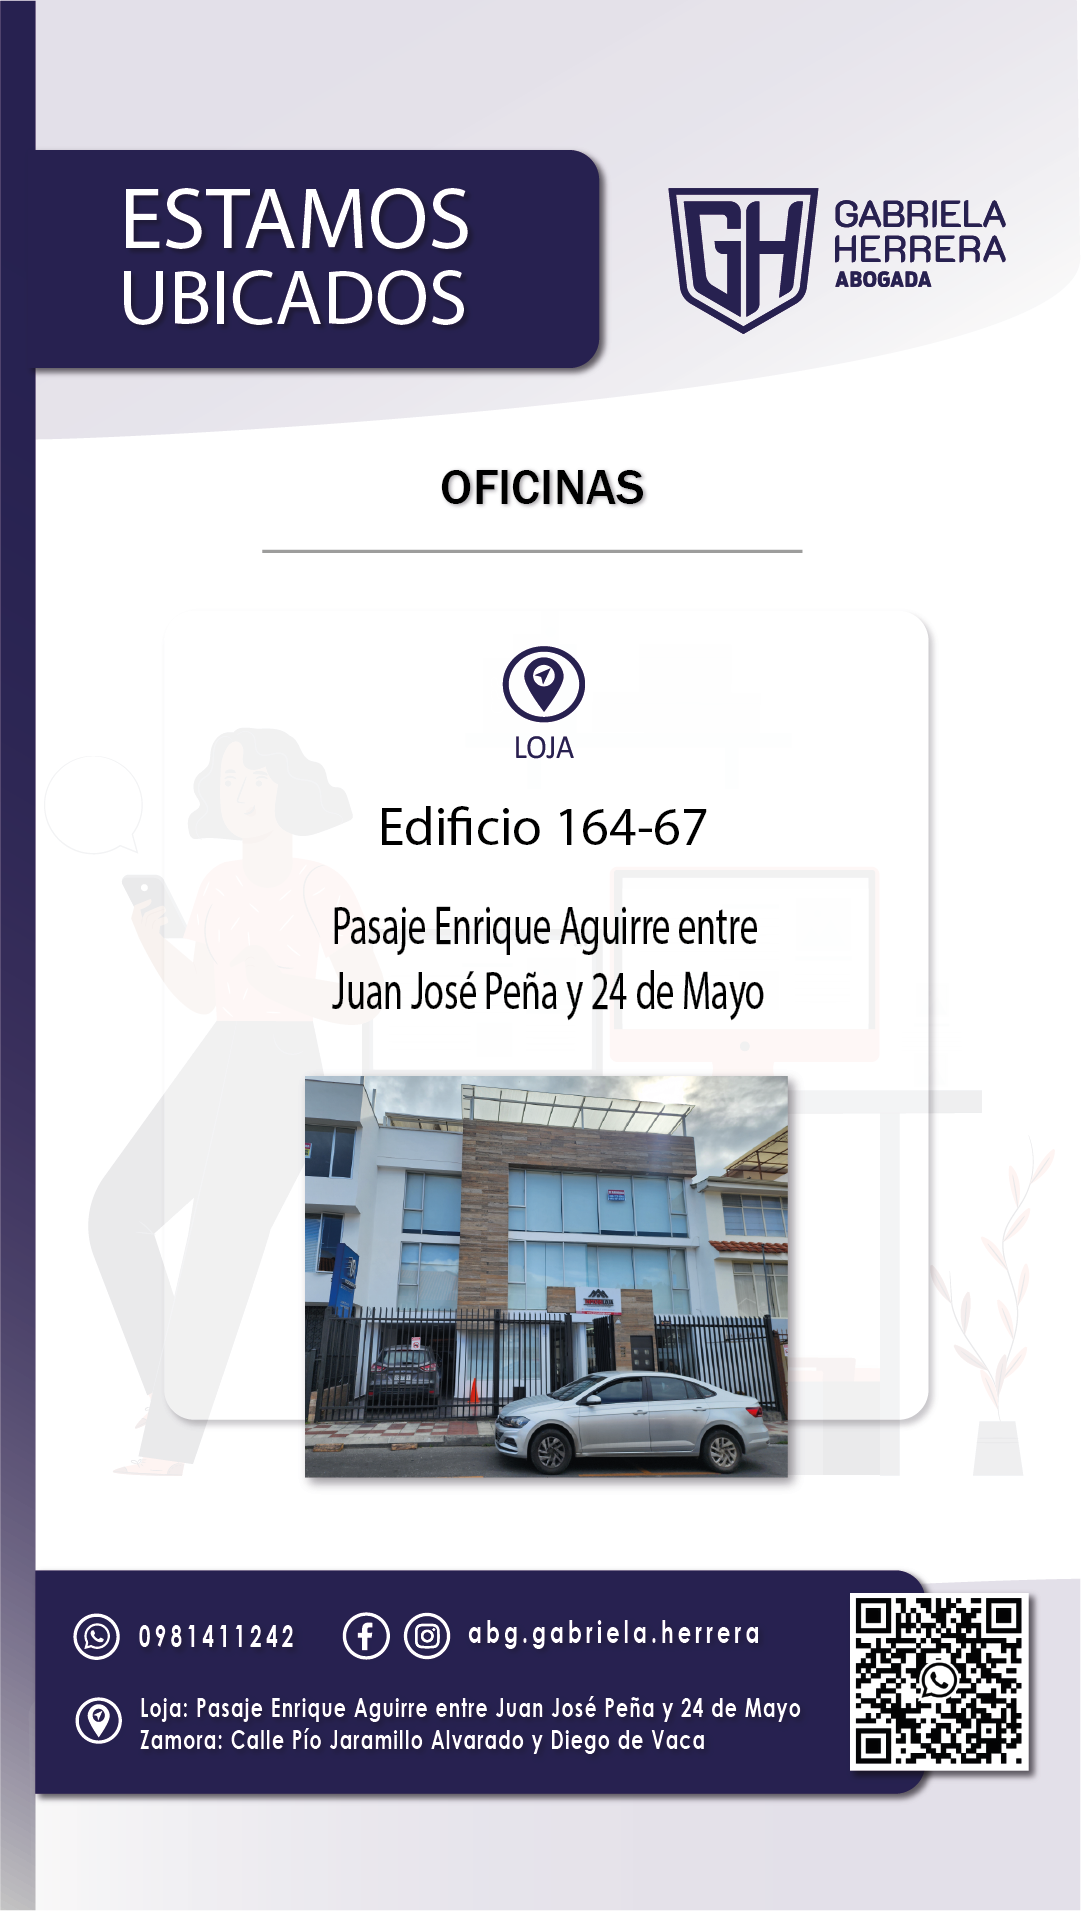 ESTAMOS
UBICADOS
GH
GABRIELA
HERRERA
ABOGADA
OFICINAS
LOJA
Edificio 164-67
Pasaje Enrique Aguirre entre
Juan José Peña y 24 de Mayo
0981411242
abg.gabriela.herrera
Loja: Pasaje Enrique Aguirre entre Juan José Peña y 24 de Mayo
Zamora: Calle Pío Jaramillo Alvarado y Diego de Vaca